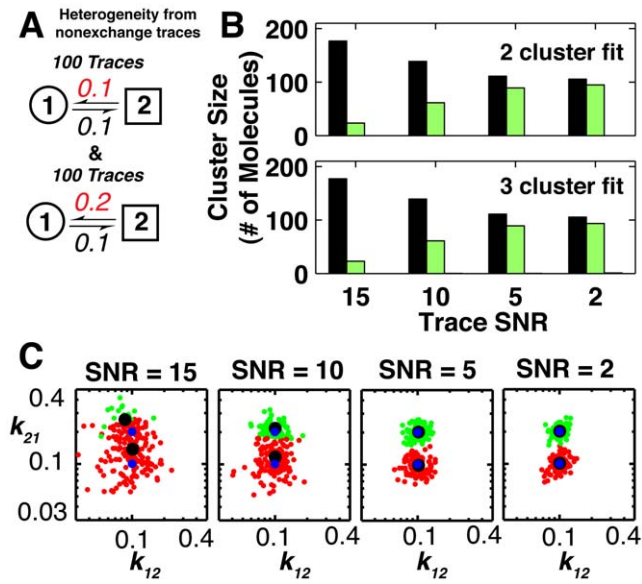 A
Heterogeneity from
nonexchange traces
100 Traces
0.1
1
2
0.1
&
100 Traces
0.2
1
2
0.1
B
Cluster Size
(# of Molecules)
200
100
0
2 cluster fit
200
100
0
3 cluster fit
15
10
5
2
Trace SNR
C
SNR = 15
SNR = 10
SNR = 5
SNR = 2
0.4
k21
0.1
0.03
0.1
0.4
0.1
0.4
0.1
0.4
0.1
0.4
k12
k12
k12
k12